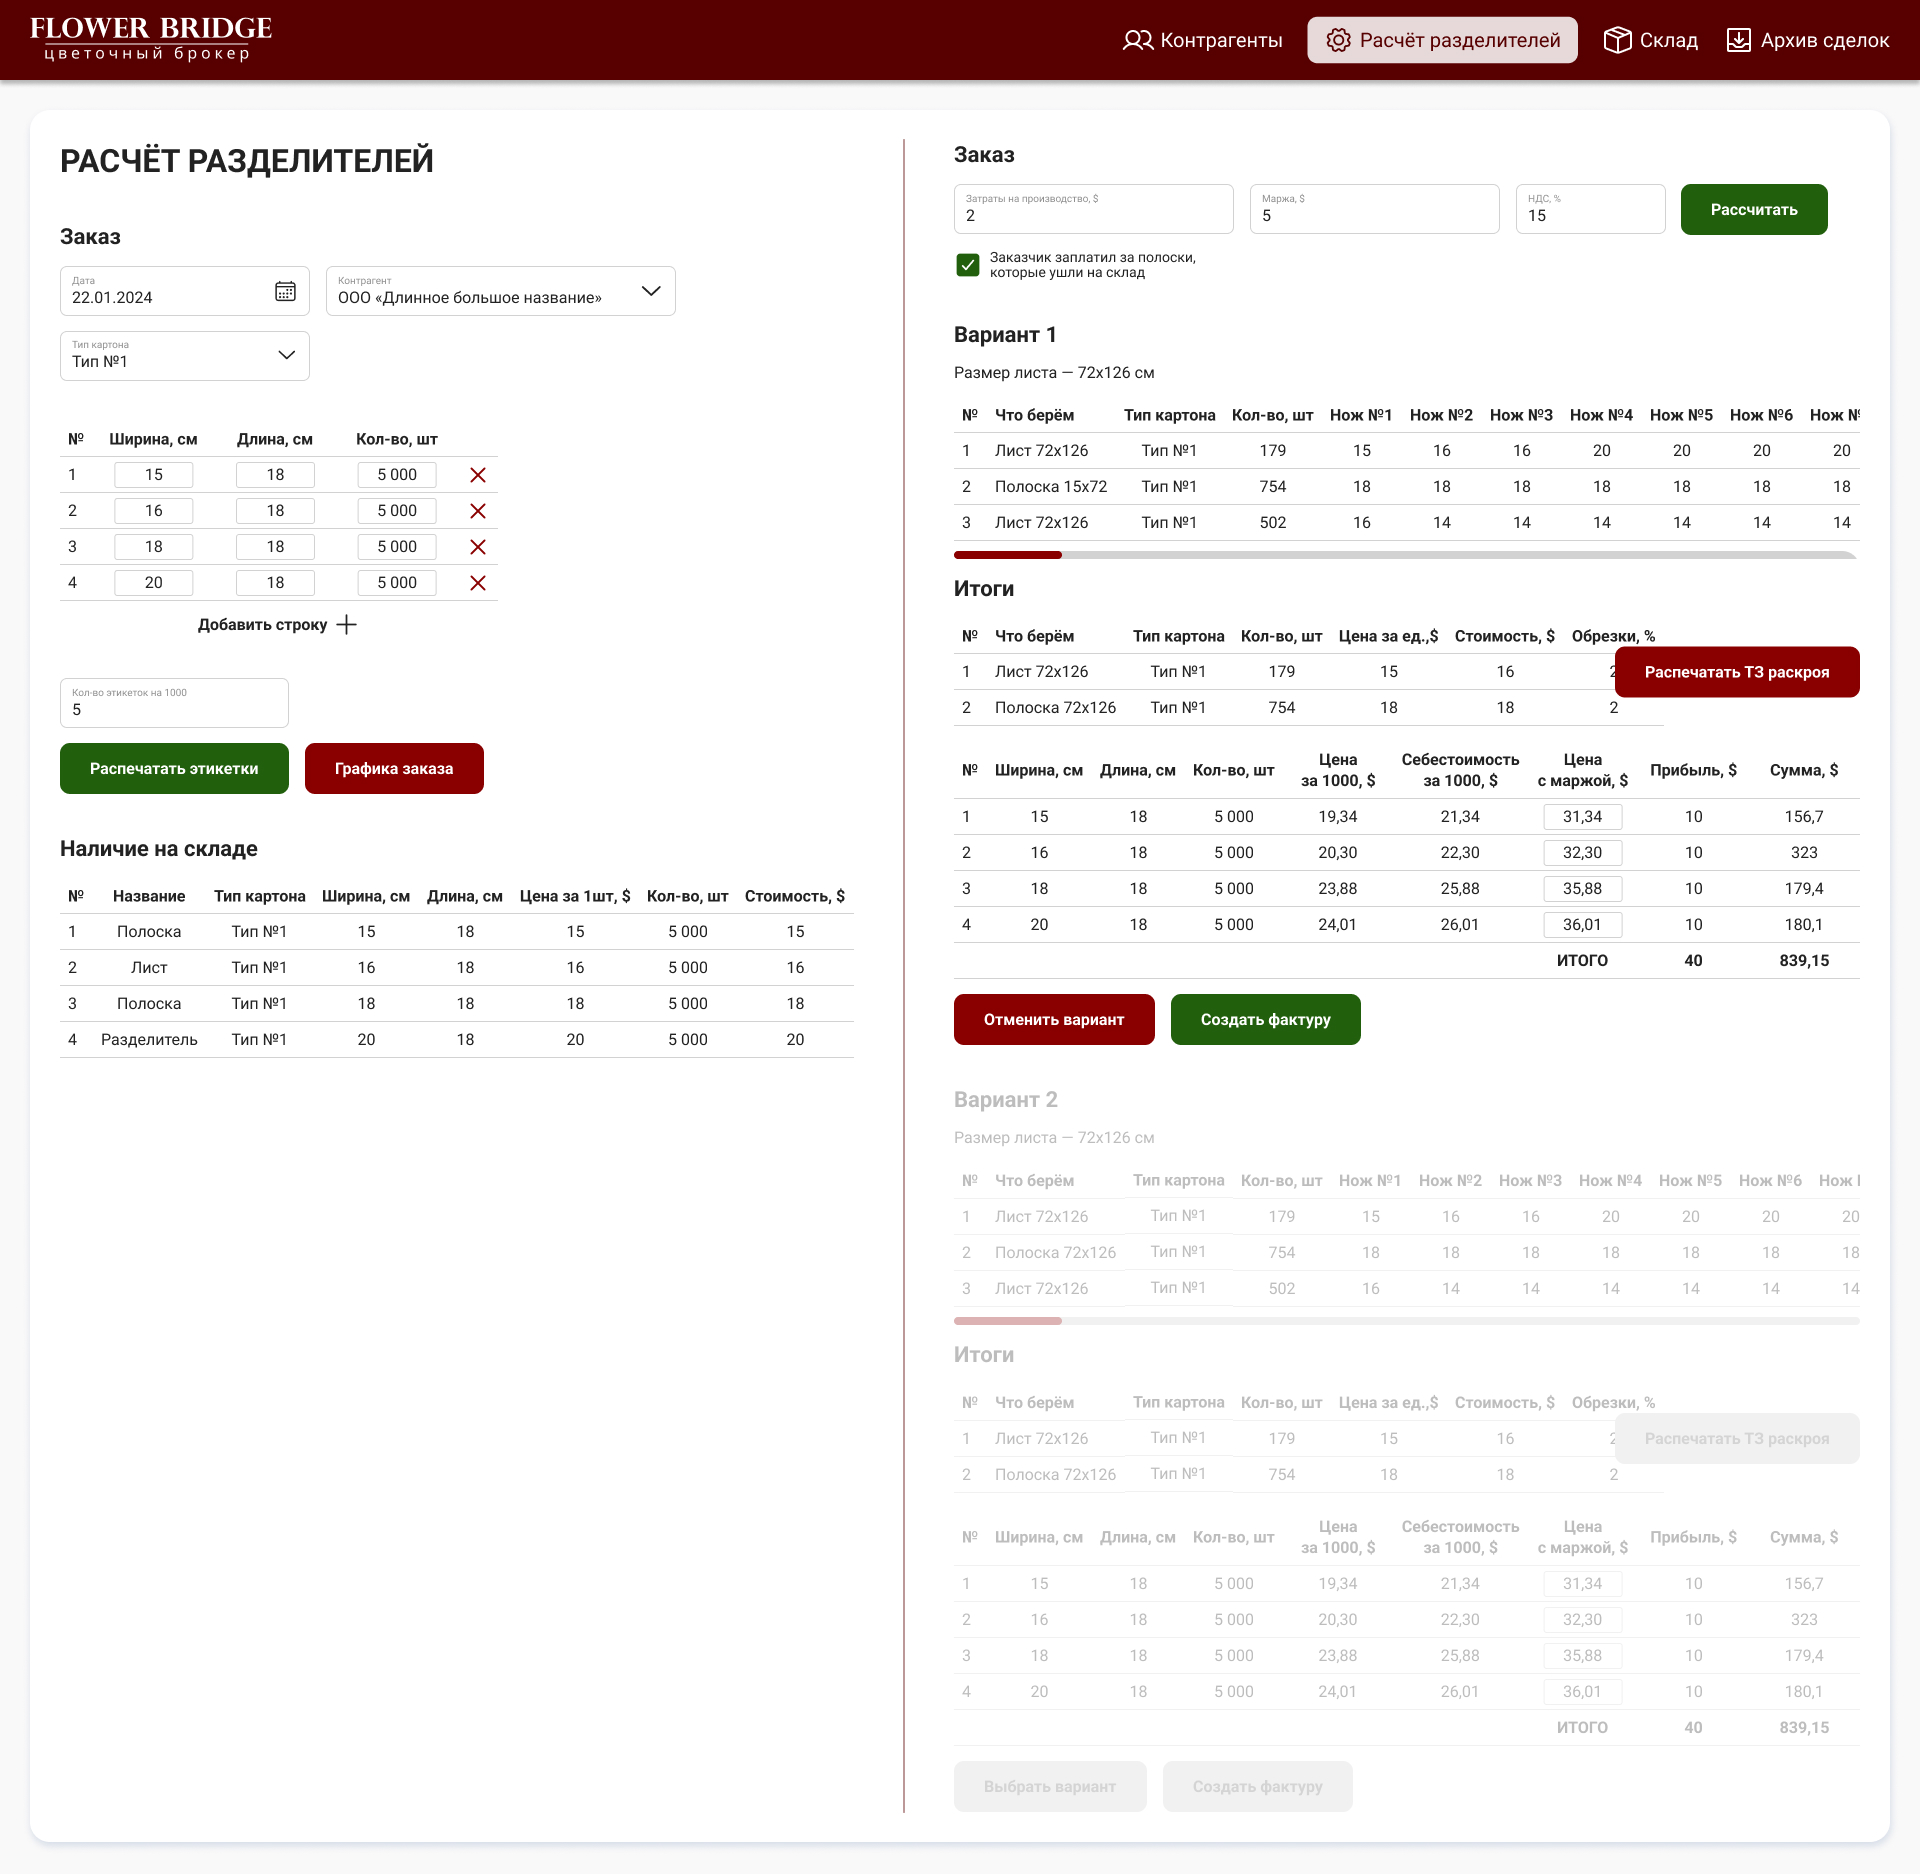 FLOWER BRIDGE
цветочный брокер
Контрагенты
Расчёт разделителей
Склад
Архив сделок
РАСЧЁТ РАЗДЕЛИТЕЛЕЙ
Заказ
Дата
22.01.2024
Контрагент
ООО «Длинное большое название»
Тип картона
Тип №1
№ Ширина, см Длина, см Кол-во, шт
1 15 18 5 000
2 16 18 5 000
3 18 18 5 000
4 20 18 5 000
Добавить строку
Кол-во этикеток на 1000
5
Распечатать этикетки
Графика заказа
Наличие на складе
№ Название Тип картона Ширина, см Длина, см Цена за 1шт, $ Кол-во, шт Стоимость, $
1 Полоска Тип №1 15 18 15 5 000 15
2 Лист Тип №1 16 18 16 5 000 16
3 Полоска Тип №1 18 18 18 5 000 18
4 Разделитель Тип №1 20 18 20 5 000 20
Заказ
Затраты на производство, $
2
Маржа, $
5
НДС, %
15
Рассчитать
Заказчик заплатил за полоски,
которые ушли на склад
Вариант 1
Размер листа — 72х126 см
№ Что берём Тип картона Кол-во, шт Нож №1 Нож №2 Нож №3 Нож №4 Нож №5 Нож №6 Нож №
1 Лист 72х126 Тип №1 179 15 16 16 20 20 20 20
2 Полоска 15х72 Тип №1 754 18 18 18 18 18 18 18
3 Лист 72х126 Тип №1 502 16 14 14 14 14 14 14
Итоги
№ Что берём Тип картона Кол-во, шт Цена за ед.,$ Стоимость, $ Обрезки, %
1 Лист 72х126 Тип №1 179 15 16 2
Распечатать ТЗ раскроя
2 Полоска 72х126 Тип №1 754 18 18 2
№ Ширина, см Длина, см Кол-во, шт Цена за 1000, $ Себестоимость за 1000, $ Цена с маржой, $ Прибыль, $ Сумма, $
1 15 18 5 000 19,34 21,34 31,34 10 156,7
2 16 18 5 000 20,30 22,30 32,30 10 323
3 18 18 5 000 23,88 25,88 35,88 10 179,4
4 20 18 5 000 24,01 26,01 36,01 10 180,1
ИТОГО 40 839,15
Отменить вариант
Создать фактуру
Вариант 2
Размер листа — 72х126 см
№ Что берём Тип картона Кол-во, шт Нож №1 Нож №2 Нож №3 Нож №4 Нож №5 Нож №6 Нож
1 Лист 72х126 Тип №1 179 15 16 16 20 20 20 20
2 Полоска 72х126 Тип №1 754 18 18 18 18 18 18 18
3 Лист 72х126 Тип №1 502 16 14 14 14 14 14 14
Итоги
№ Что берём Тип картона Кол-во, шт Цена за ед.,$ Стоимость, $ Обрезки, %
1 Лист 72х126 Тип №1 179 15 16 2
Распечатать ТЗ раскроя
2 Полоска 72х126 Тип №1 754 18 18 2
№ Ширина, см Длина, см Кол-во, шт Цена за 1000, $ Себестоимость за 1000, $ Цена с маржой, $ Прибыль, $ Сумма, $
1 15 18 5 000 19,34 21,34 31,34 10 156,7
2 16 18 5 000 20,30 22,30 32,30 10 323
3 18 18 5 000 23,88 25,88 35,88 10 179,4
4 20 18 5 000 24,01 26,01 36,01 10 180,1
ИТОГО 40 839,15
Выбрать вариант
Создать фактуру